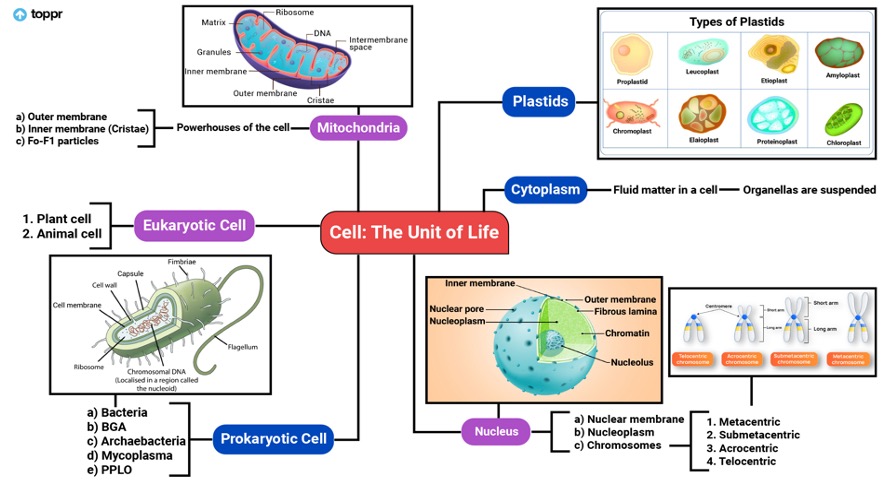 toppr
Ribosome
Matrix
DNA
Intermembrane
space
Granules
Inner membrane
Outer membrane
Cristae
a) Outer membrane
b) Inner membrane (Cristae)
c) Fo-F1 particles
Powerhouses of the cell
Mitochondria
Types of Plastids
Proplastid
Leucoplast
Etioplast
Amyloplast
Chromoplast
Elaioplast
Proteinoplast
Chloroplast
Plastids
Cytoplasm
Fluid matter in a cell
Organellas are suspended
1. Plant cell
2. Animal cell
Eukaryotic Cell
Cell: The Unit of Life
Fimbriae
Capsule
Cell wall
Cell membrane
Ribosome
Chromosomal DNA
(Localised in a region called
the nucleoid)
Flagellum
a) Bacteria
b) BGA
c) Archaebacteria
d) Mycoplasma
e) PPLO
Prokaryotic Cell
Inner membrane
Outer membrane
Fibrous lamina
Nuclear pore
Nucleoplasm
Chromatin
Nucleolus
Nucleus
a) Nuclear membrane
b) Nucleoplasm
c) Chromosomes
Centromere
Short arm
Long arm
Short arm
Long arm
Telocentric
chromosome
Acrocentric
chromosome
Submetacentric
chromosome
Metacentric
chromosome
1. Metacentric
2. Submetacentric
3. Acrocentric
4. Telocentric